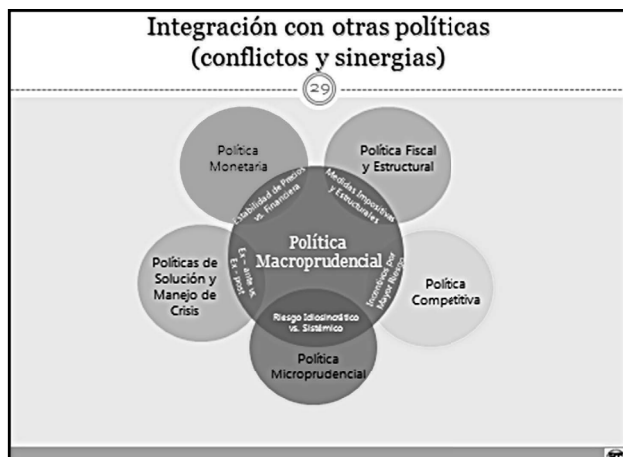 Integración con otras políticas
(conflictos y sinergias)
29
Política
Monetaria
Política Fiscal
y Estructural
Estabilidad de Precios
vs. Financiera
Medidas Impositivas
y Estructurales
Política
Macroprudencial
Políticas de
Solución y
Manejo de
Crisis
Ex - ante vs.
Ex - post
Incentivos por
Mayor Riesgo
Política
Competitiva
Riesgo Idiosincrático
vs. Sistémico
Política
Microprudencial